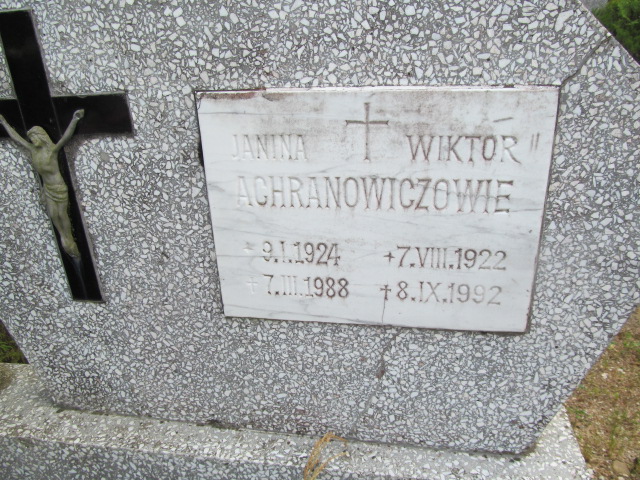 JANINA WIKTOR
ACHRANOWICZOWIE
9.I.1924 +7.VIII.1922
+7.III.1988 +8.IX.1992